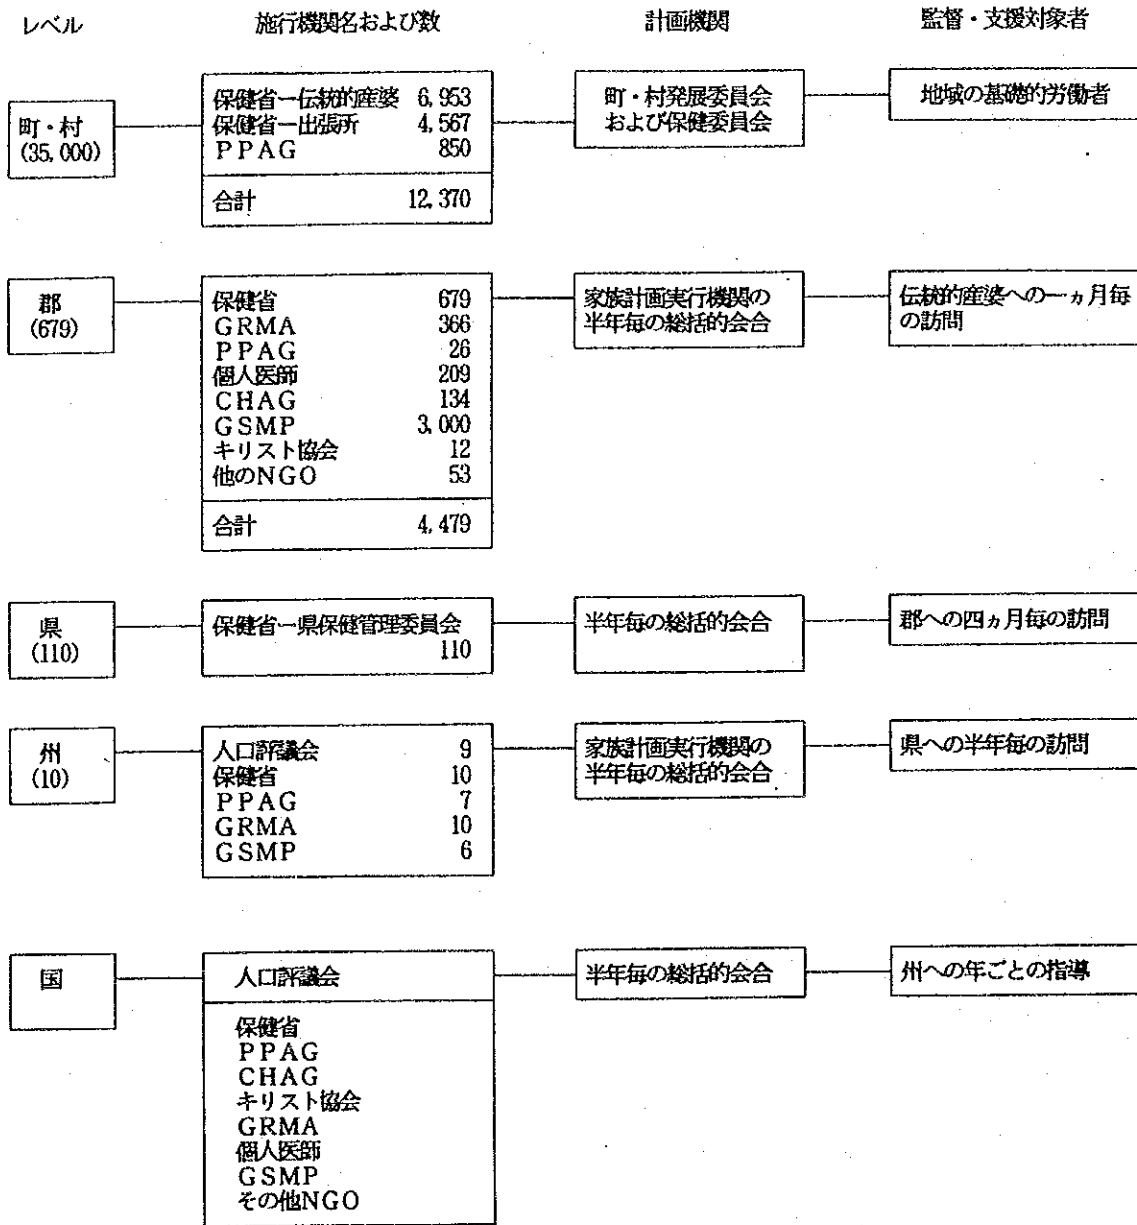 レベル 施行機関名および数 計画機関 監督・支援対象者
町・村
(35,000)
保健省－伝統的産婆 6,953
保健省－出張所 4,567
PPAG 850
合計 12,370
町・村発展委員会
および保健委員会
地域の基礎的労働者
郡
(679)
保健省 679
GRMA 366
PPAG 26
個人医師 209
CHAG 134
GSMP 3,000
キリスト協会 12
他のNGO 53
合計 4,479
家族計画実行機関の
半年毎の総括的会合
伝統的産婆への一ヵ月毎
の訪問
県
(110)
保健省－県保健管理委員会
110
半年毎の総括的会合
郡への四ヵ月毎の訪問
州
(10)
人口評議会 9
保健省 10
PPAG 7
GRMA 10
GSMP 6
家族計画実行機関の
半年毎の総括的会合
県への半年毎の訪問
国
人口評議会
保健省
PPAG
CHAG
キリスト協会
GRMA
個人医師
GSMP
その他NGO
半年毎の総括的会合
州への年ごとの指導